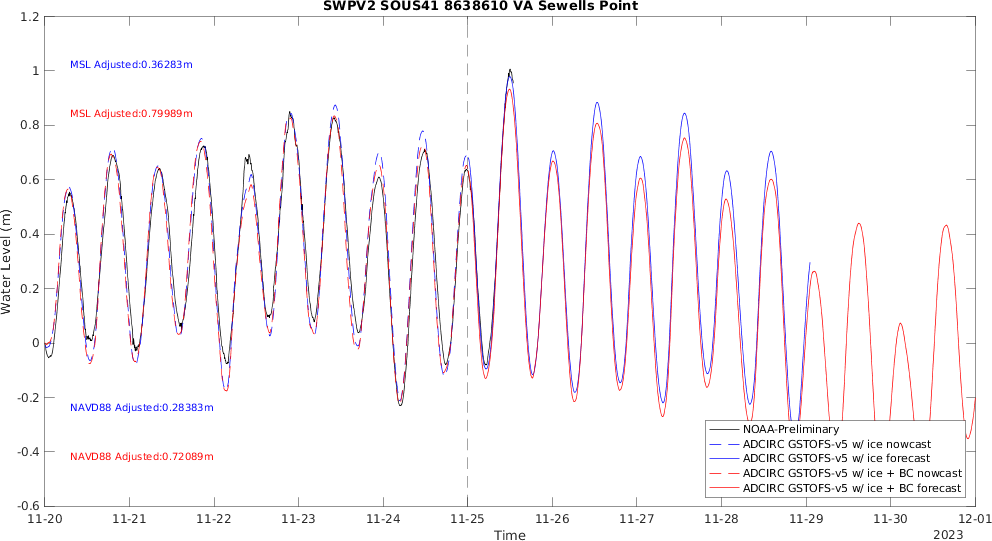 SWPV2 SOUS41 8638610 VA Sewells Point
1.2
1
0.8
0.6
0.4
0.2
0
-0.2
-0.4
-0.6
Water Level (m)
MSL Adjusted:0.36283m
MSL Adjusted:0.79989m
NAVD88 Adjusted:0.28383m
NAVD88 Adjusted:0.72089m
NOAA-Preliminary
ADCIRC GSTOFS-v5 w/ ice nowcast
ADCIRC GSTOFS-v5 w/ ice forecast
ADCIRC GSTOFS-v5 w/ ice + BC nowcast
ADCIRC GSTOFS-v5 w/ ice + BC forecast
11-20 11-21 11-22 11-23 11-24 11-25 11-26 11-27 11-28 11-29 11-30 12-01
Time
2023